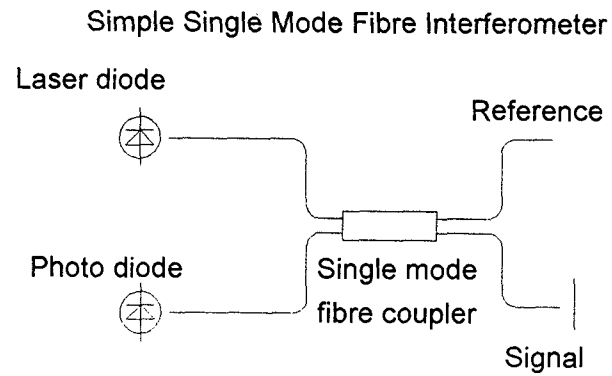 Simple Single Mode Fibre Interferometer
Laser diode
Reference
Photo diode
Single mode
fibre coupler
Signal